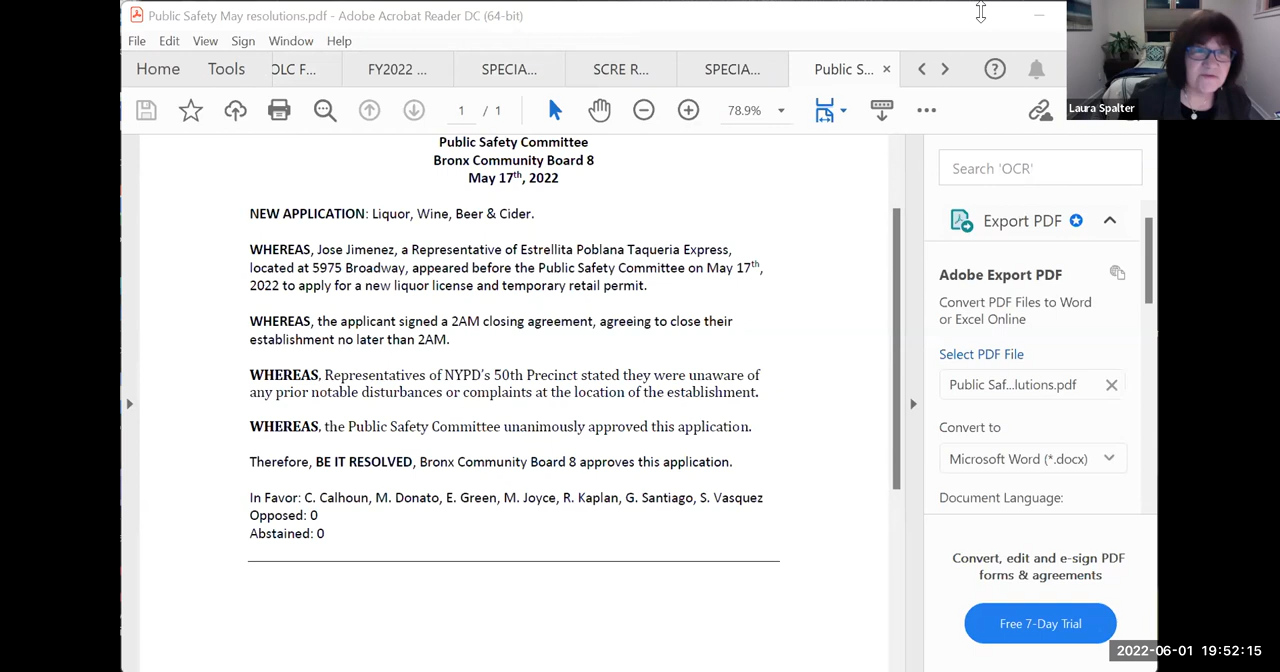 Public Safety May resolutions.pdf - Adobe Acrobat Reader DC (64-bit)
File Edit View Sign Window Help
Home Tools OLC F... FY2022 ... SPECIA... SCRE R... SPECIA... Public S...
1 / 1 78.9%
Laura Spalter
Public Safety Committee
Bronx Community Board 8
May 17th, 2022
NEW APPLICATION: Liquor, Wine, Beer & Cider.
WHEREAS, Jose Jimenez, a Representative of Estrellita Poblana Taqueria Express,
located at 5975 Broadway, appeared before the Public Safety Committee on May 17th,
2022 to apply for a new liquor license and temporary retail permit.
WHEREAS, the applicant signed a 2AM closing agreement, agreeing to close their
establishment no later than 2AM.
WHEREAS, Representatives of NYPD's 50th Precinct stated they were unaware of
any prior notable disturbances or complaints at the location of the establishment.
WHEREAS, the Public Safety Committee unanimously approved this application.
Therefore, BE IT RESOLVED, Bronx Community Board 8 approves this application.
In Favor: C. Calhoun, M. Donato, E. Green, M. Joyce, R. Kaplan, G. Santiago, S. Vasquez
Opposed: 0
Abstained: 0
Search 'OCR'
Export PDF
Adobe Export PDF
Convert PDF Files to Word
or Excel Online
Select PDF File
Public Saf...lutions.pdf
Convert to
Microsoft Word (*.docx)
Document Language:
Convert, edit and e-sign PDF
forms & agreements
Free 7-Day Trial
2022-06-01 19:52:15